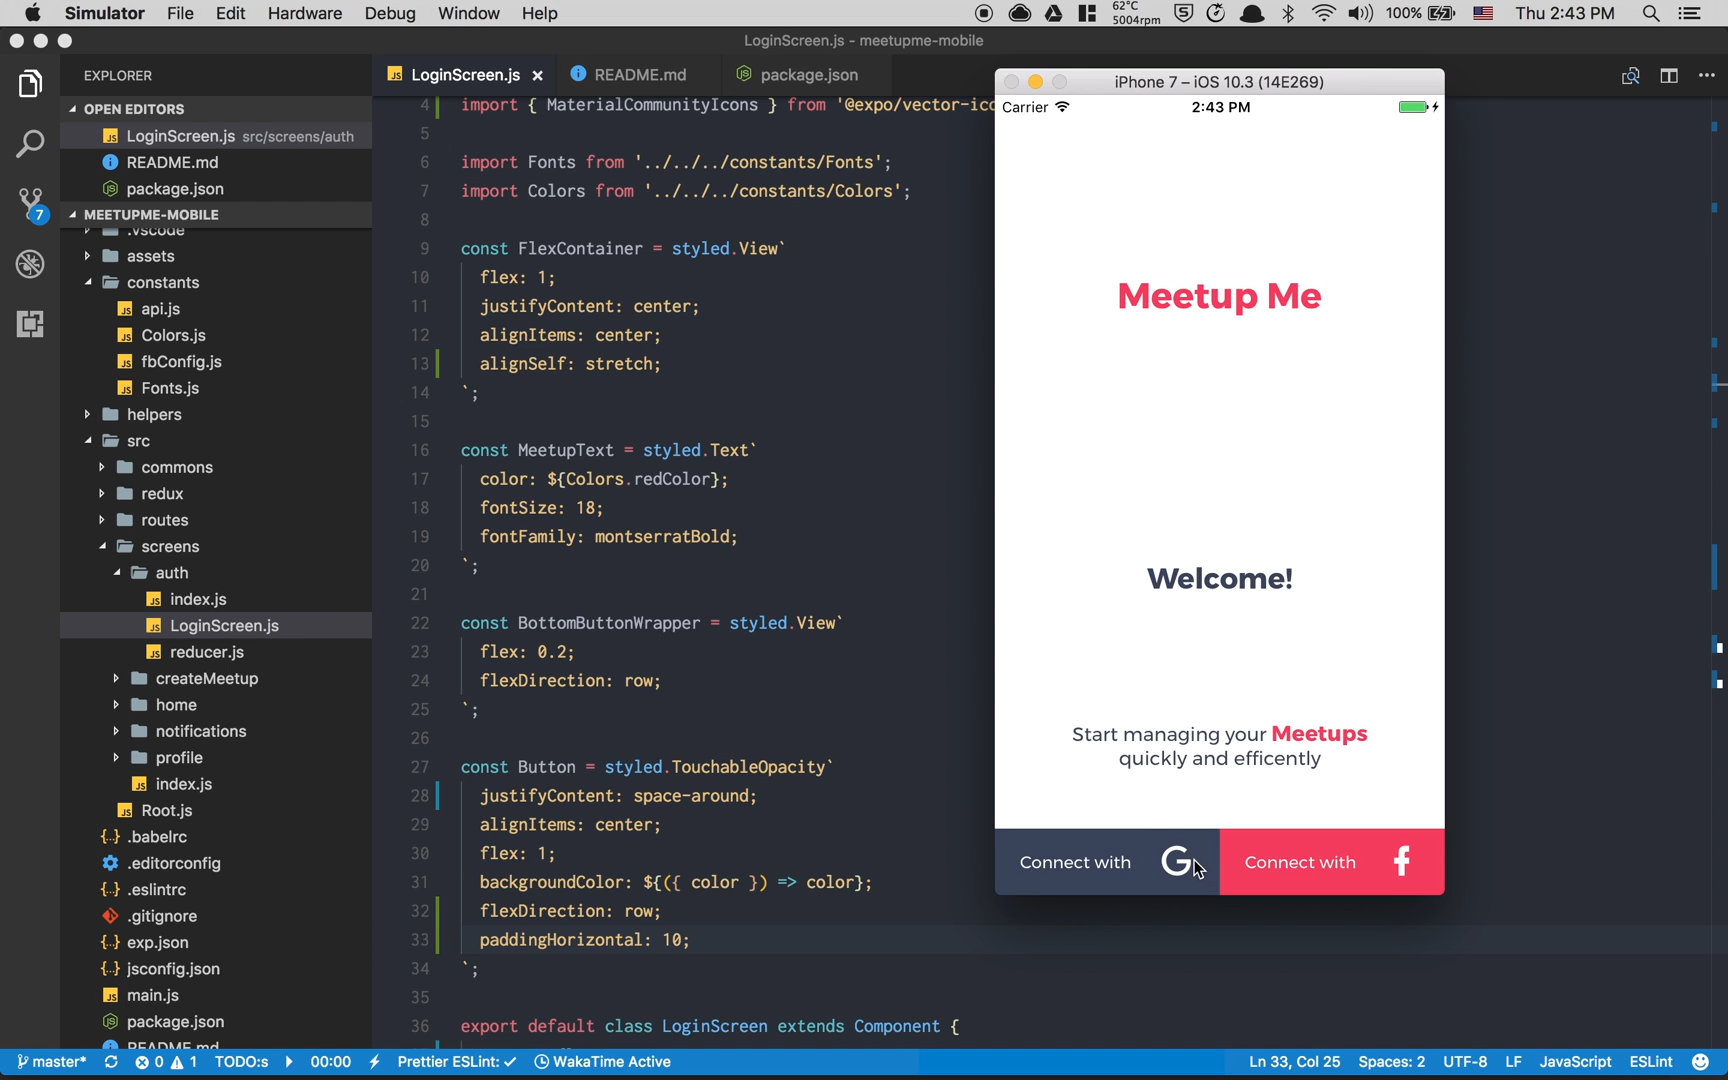 Simulator File Edit Hardware Debug Window Help
62°C
5004rpm
100%
Thu 2:43 PM
LoginScreen.js - meetupme-mobile
EXPLORER
OPEN EDITORS
LoginScreen.js src/screens/auth
README.md
package.json
MEETUPME-MOBILE
.vscode
assets
constants
api.js
Colors.js
fbConfig.js
Fonts.js
helpers
src
commons
redux
routes
screens
auth
index.js
LoginScreen.js
reducer.js
createMeetup
home
notifications
profile
index.js
Root.js
.babelrc
.editorconfig
.eslintrc
.gitignore
exp.json
jsconfig.json
main.js
package.json
README.md
7
LoginScreen.js
README.md
package.json
4 import { MaterialCommunityIcons } from '@expo/vector-ico
5
6 import Fonts from '../../../constants/Fonts';
7 import Colors from '../../../constants/Colors';
8
9 const FlexContainer = styled.View`
10 flex: 1;
11 justifyContent: center;
12 alignItems: center;
13 alignSelf: stretch;
14 `;
15
16 const MeetupText = styled.Text`
17 color: ${Colors.redColor};
18 fontSize: 18;
19 fontFamily: montserratBold;
20 `;
21
22 const BottomButtonWrapper = styled.View`
23 flex: 0.2;
24 flexDirection: row;
25 `;
26
27 const Button = styled.TouchableOpacity`
28 justifyContent: space-around;
29 alignItems: center;
30 flex: 1;
31 backgroundColor: ${({ color }) => color};
32 flexDirection: row;
33 paddingHorizontal: 10;
34 `;
35
36 export default class LoginScreen extends Component {
iPhone 7 – iOS 10.3 (14E269)
Carrier
2:43 PM
Meetup Me
Welcome!
Start managing your Meetups
quickly and efficently
Connect with G
Connect with f
master* 0 1 TODO:s 00:00 Prettier ESLint: ✓ WakaTime Active
Ln 33, Col 25 Spaces: 2 UTF-8 LF JavaScript ESLint